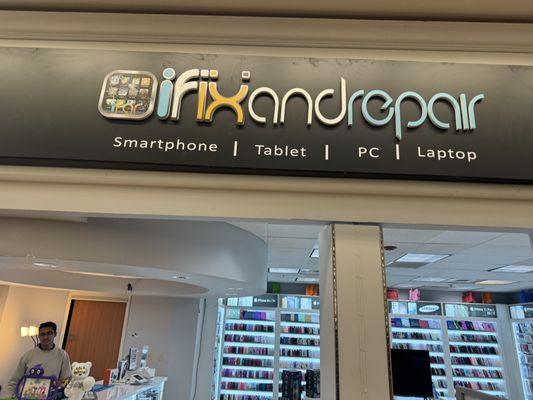 ifixandrepair
Smartphone | Tablet | PC | Laptop